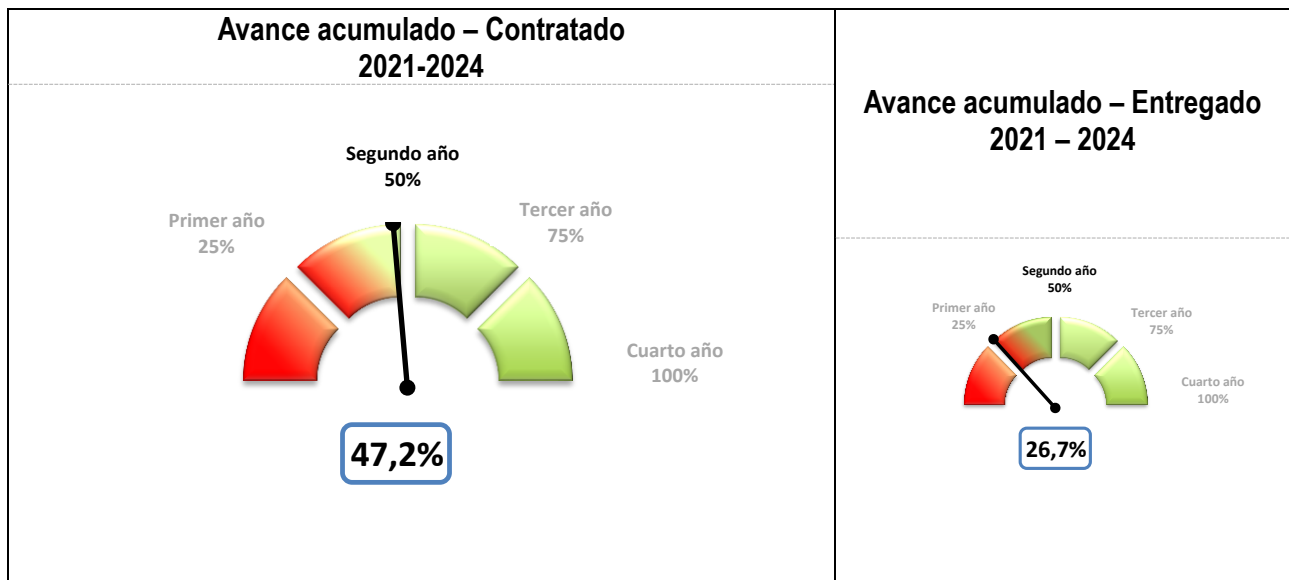 Avance acumulado – Contratado
2021-2024
Segundo año
50%
Primer año
25%
Tercer año
75%
Cuarto año
100%
47,2%
Avance acumulado – Entregado
2021 – 2024
Segundo año
50%
Primer año
25%
Tercer año
75%
Cuarto año
100%
26,7%